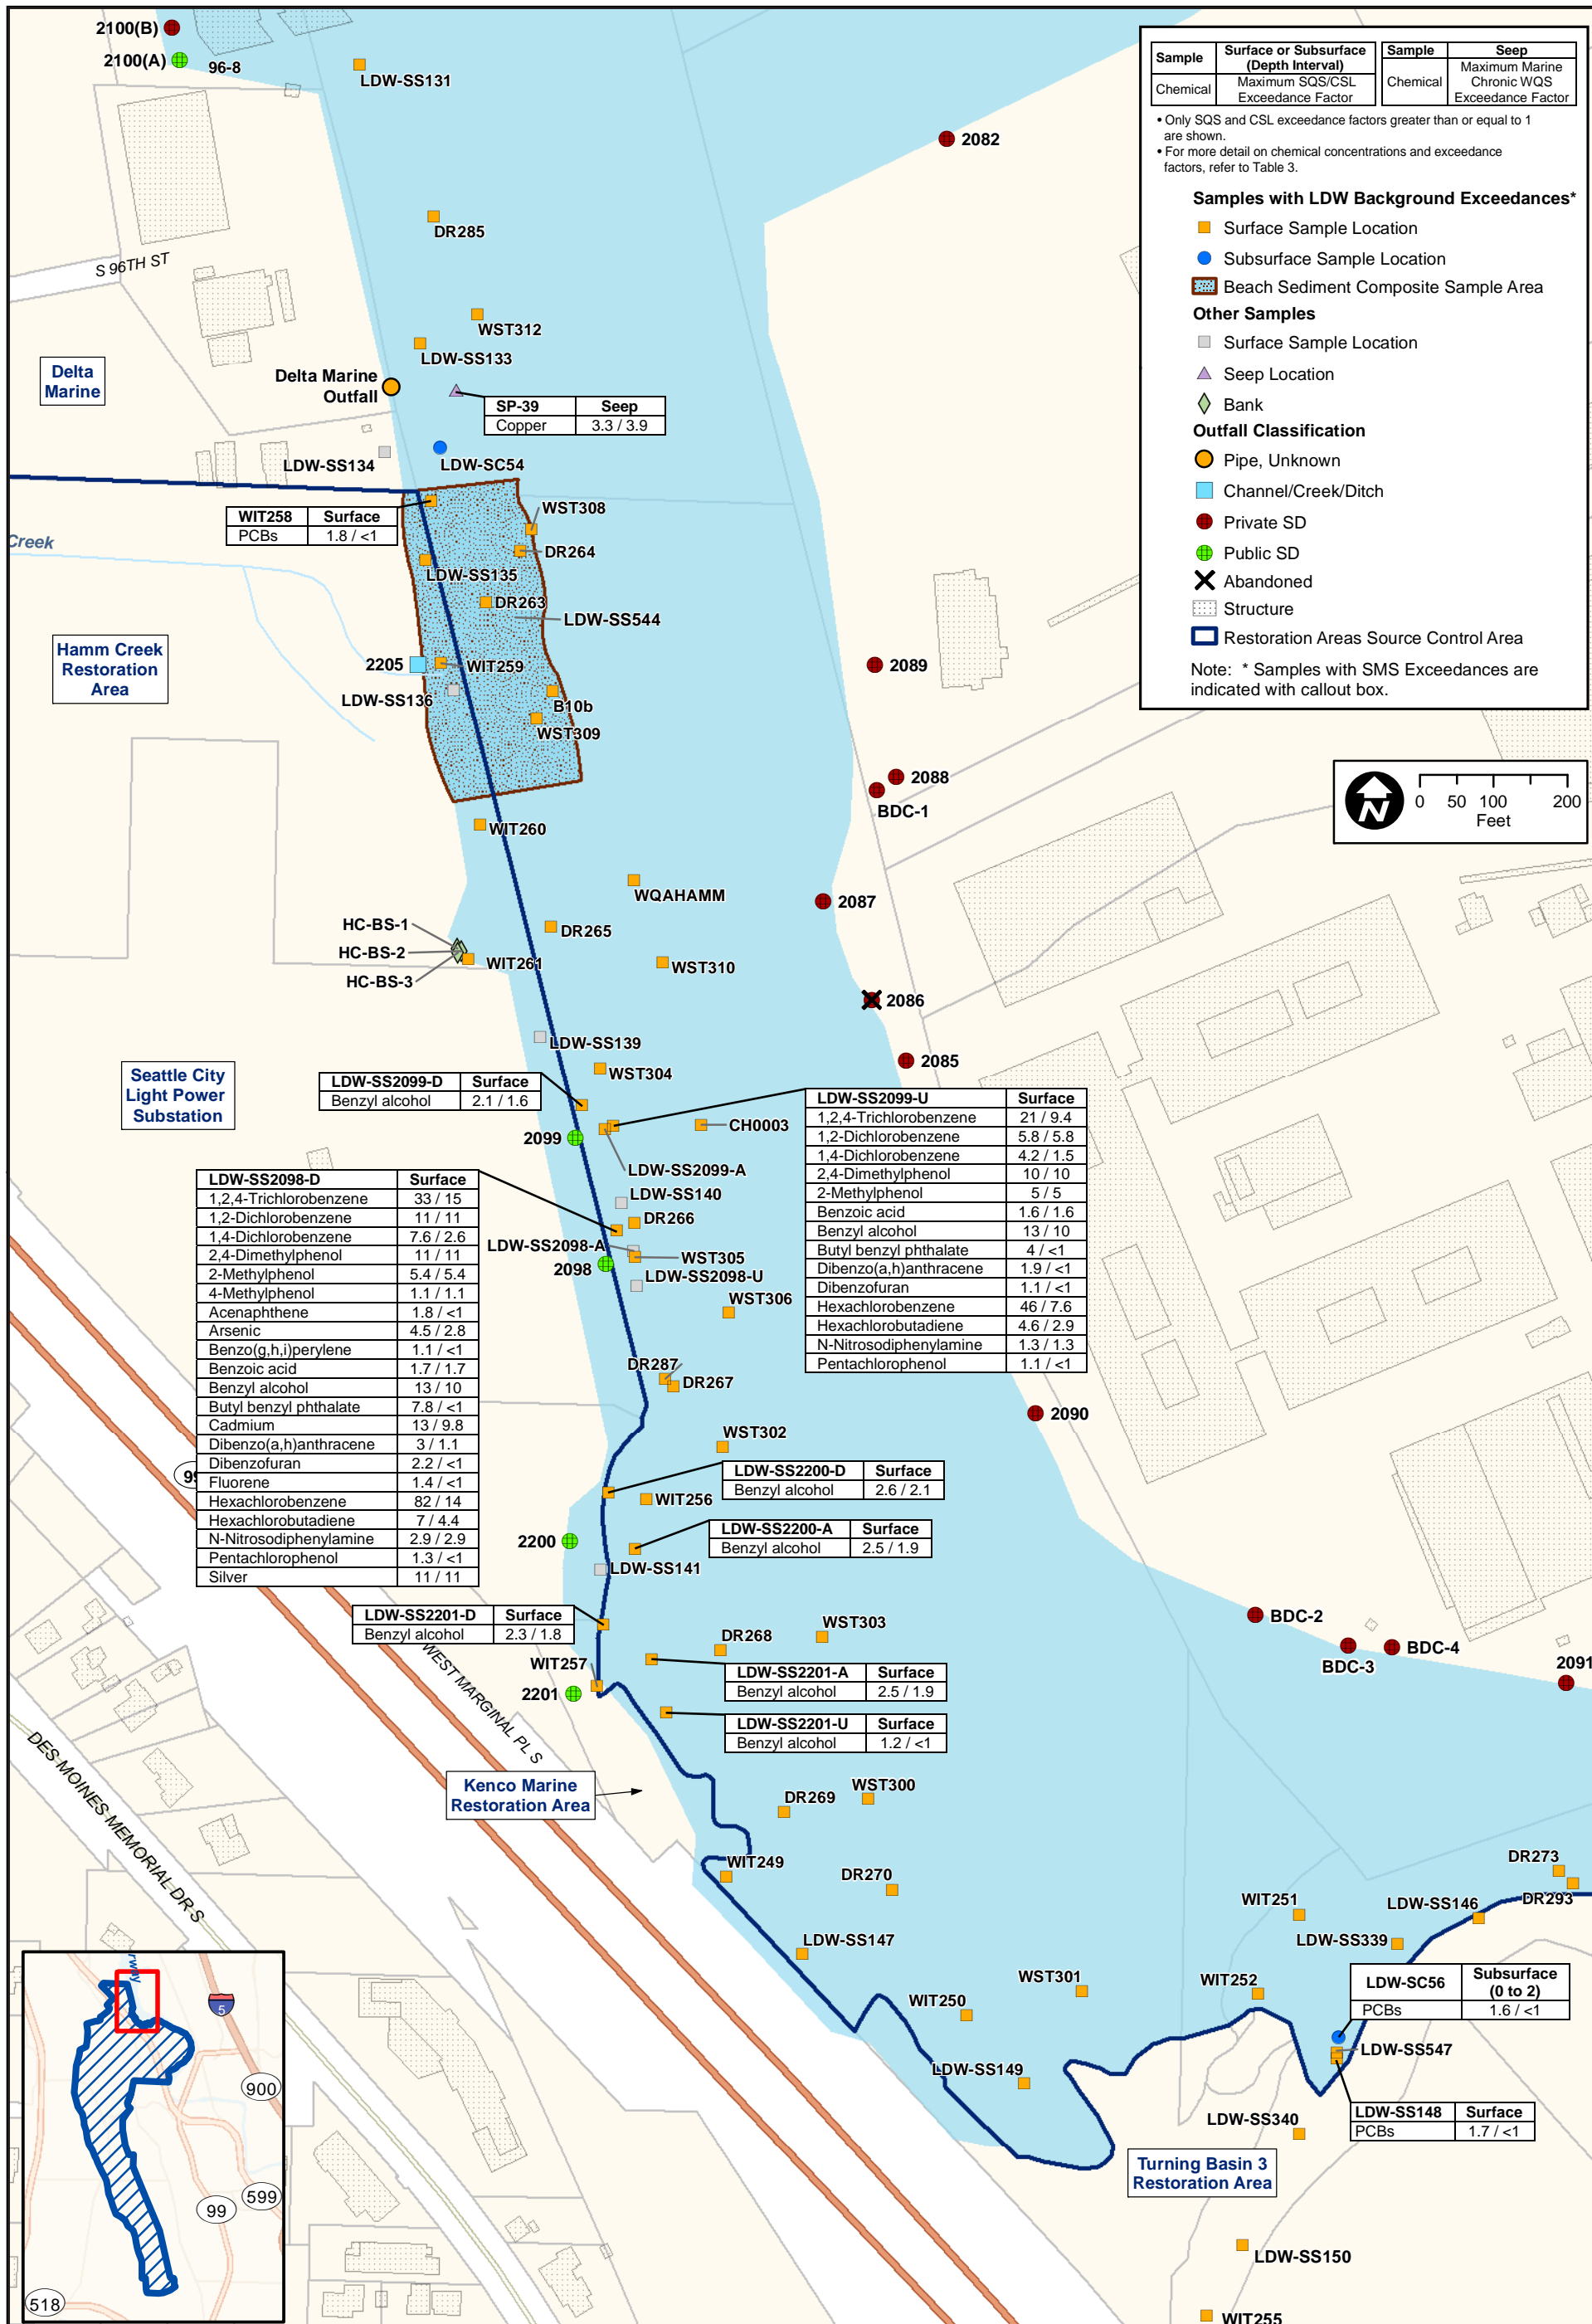 2100(B)
2100(A)
96-8
LDW-SS131
2082
DR285
S 96TH ST
WST312
LDW-SS133
Delta
Marine
Delta Marine
Outfall
SP-39 Seep
Copper 3.3 / 3.9
LDW-SS134
LDW-SC54
WIT258 Surface
PCBs 1.8 / <1
WST308
DR264
Creek
LDW-SS135
DR263
LDW-SS544
Hamm Creek
Restoration
Area
2205
WIT259
LDW-SS136
B10b
WST309
2089
2088
BDC-1
WIT260
WQAHAMM
2087
HC-BS-1
HC-BS-2
HC-BS-3
DR265
WIT261
WST310
2086
LDW-SS139
2085
WST304
Seattle City
Light Power
Substation
LDW-SS2099-D Surface
Benzyl alcohol 2.1 / 1.6
2099
CH0003
LDW-SS2099-A
LDW-SS2099-U Surface
1,2,4-Trichlorobenzene 21 / 9.4
1,2-Dichlorobenzene 5.8 / 5.8
1,4-Dichlorobenzene 4.2 / 1.5
2,4-Dimethylphenol 10 / 10
2-Methylphenol 5 / 5
Benzoic acid 1.6 / 1.6
Benzyl alcohol 13 / 10
Butyl benzyl phthalate 4 / <1
Dibenzo(a,h)anthracene 1.9 / <1
Dibenzofuran 1.1 / <1
Hexachlorobenzene 46 / 7.6
Hexachlorobutadiene 4.6 / 2.9
N-Nitrosodiphenylamine 1.3 / 1.3
Pentachlorophenol 1.1 / <1
LDW-SS2098-D Surface
1,2,4-Trichlorobenzene 33 / 15
1,2-Dichlorobenzene 11 / 11
1,4-Dichlorobenzene 7.6 / 2.6
2,4-Dimethylphenol 11 / 11
2-Methylphenol 5.4 / 5.4
4-Methylphenol 1.1 / 1.1
Acenaphthene 1.8 / <1
Arsenic 4.5 / 2.8
Benzo(g,h,i)perylene 1.1 / <1
Benzoic acid 1.7 / 1.7
Benzyl alcohol 13 / 10
Butyl benzyl phthalate 7.8 / <1
Cadmium 13 / 9.8
Dibenzo(a,h)anthracene 3 / 1.1
Dibenzofuran 2.2 / <1
Fluorene 1.4 / <1
Hexachlorobenzene 82 / 14
Hexachlorobutadiene 7 / 4.4
N-Nitrosodiphenylamine 2.9 / 2.9
Pentachlorophenol 1.3 / <1
Silver 11 / 11
LDW-SS140
DR266
LDW-SS2098-A
WST305
2098
LDW-SS2098-U
WST306
DR287
DR267
2090
WST302
LDW-SS2200-D Surface
Benzyl alcohol 2.6 / 2.1
WIT256
LDW-SS2200-A Surface
Benzyl alcohol 2.5 / 1.9
2200
LDW-SS141
LDW-SS2201-D Surface
Benzyl alcohol 2.3 / 1.8
WST303
DR268
BDC-2
BDC-3
BDC-4
2091
WIT257
2201
LDW-SS2201-A Surface
Benzyl alcohol 2.5 / 1.9
LDW-SS2201-U Surface
Benzyl alcohol 1.2 / <1
WEST MARGINAL PL S
DES MOINES MEMORIAL DR S
Kenco Marine
Restoration Area
DR269
WST300
WIT249
DR270
DR273
DR293
WIT251
LDW-SS146
LDW-SS339
LDW-SS147
WST301
WIT252
WIT250
LDW-SC56 Subsurface
(0 to 2)
PCBs 1.6 / <1
LDW-SS547
LDW-SS149
LDW-SS148 Surface
PCBs 1.7 / <1
LDW-SS340
Turning Basin 3
Restoration Area
LDW-SS150
WIT255
5
900
599
99
518
Sample Surface or Subsurface
(Depth Interval)
Chemical Maximum SQS/CSL
Exceedance Factor
Sample Seep
Chemical Maximum Marine
Chronic WQS
Exceedance Factor
• Only SQS and CSL exceedance factors greater than or equal to 1
are shown.
• For more detail on chemical concentrations and exceedance
factors, refer to Table 3.
Samples with LDW Background Exceedances*
Surface Sample Location
Subsurface Sample Location
Beach Sediment Composite Sample Area
Other Samples
Surface Sample Location
Seep Location
Bank
Outfall Classification
Pipe, Unknown
Channel/Creek/Ditch
Private SD
Public SD
Abandoned
Structure
Restoration Areas Source Control Area
Note: * Samples with SMS Exceedances are
indicated with callout box.
N
0 50 100 200
Feet